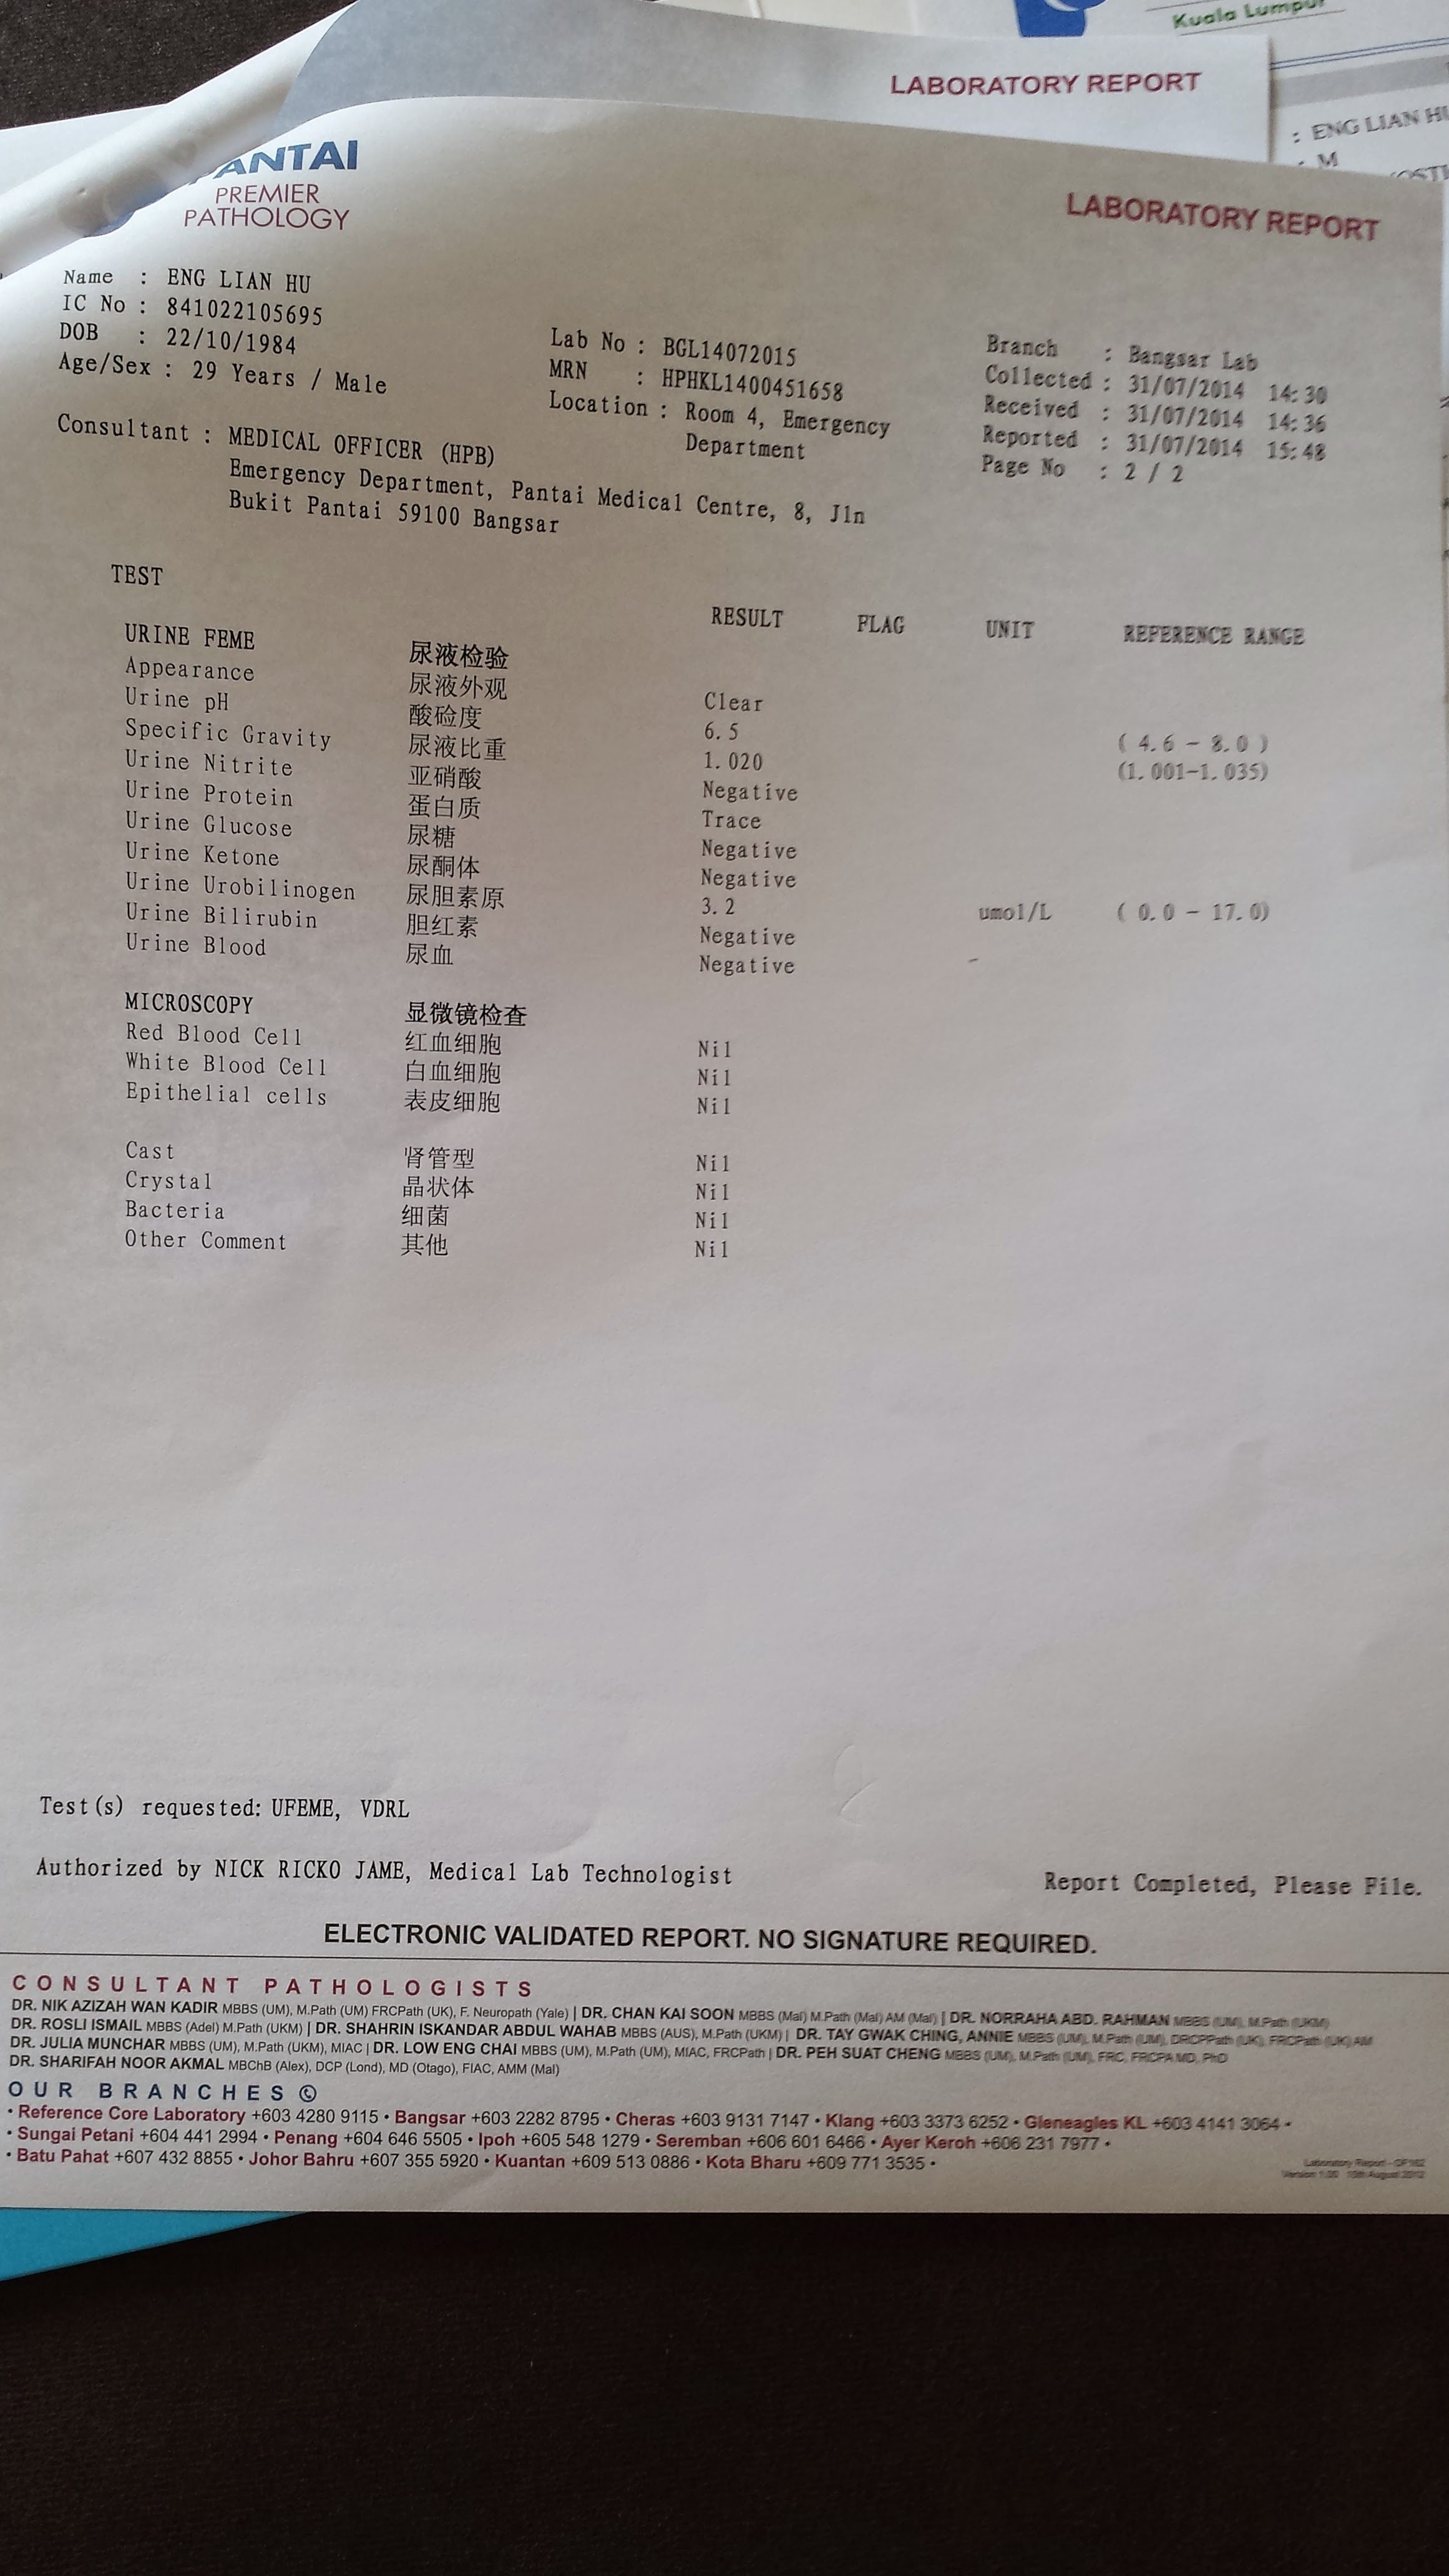 Kuala Lumpur
LABORATORY REPORT
: ENG LIAN
: M
ANTAI
PREMIER
PATHOLOGY
LABORATORY REPORT
Name : ENG LIAN HU
IC No : 841022105695
DOB : 22/10/1984
Age/Sex : 29 Years / Male
Lab No : BGL14072015
MRN : HPHKL1400451658
Location : Room 4, Emergency
Department
Branch : Bangsar Lab
Collected : 31/07/2014 14:30
Received : 31/07/2014 14:36
Reported : 31/07/2014 15:48
Page No : 2 / 2
Consultant : MEDICAL OFFICER (HPB)
Emergency Department, Pantai Medical Centre, 8, Jln
Bukit Pantai 59100 Bangsar
TEST RESULT FLAG UNIT REFERENCE RANGE
URINE FEME 尿液检验
Appearance 尿液外观 Clear
Urine pH 酸硷度 6.5 ( 4.6 - 8.0 )
Specific Gravity 尿液比重 1.020 (1.001-1.035)
Urine Nitrite 亚硝酸 Negative
Urine Protein 蛋白质 Trace
Urine Glucose 尿糖 Negative
Urine Ketone 尿酮体 Negative
Urine Urobilinogen 尿胆素原 3.2 umol/L ( 0.0 - 17.0)
Urine Bilirubin 胆红素 Negative
Urine Blood 尿血 Negative -
MICROSCOPY 显微镜检查
Red Blood Cell 红血细胞 Nil
White Blood Cell 白血细胞 Nil
Epithelial cells 表皮细胞 Nil
Cast 肾管型 Nil
Crystal 晶状体 Nil
Bacteria 细菌 Nil
Other Comment 其他 Nil
Test(s) requested: UFEME, VDRL
Authorized by NICK RICKO JAME, Medical Lab Technologist
Report Completed, Please File.
ELECTRONIC VALIDATED REPORT. NO SIGNATURE REQUIRED.
CONSULTANT PATHOLOGISTS
DR. NIK AZIZAH WAN KADIR MBBS (UM), M.Path (UM) FRCPath (UK), F. Neuropath (Yale) | DR. CHAN KAI SOON MBBS (Mal) M.Path (Mal) AM (Mal) | DR. NORRAHA ABD. RAHMAN MBBS (UM), M.Path (UKM)
DR. ROSLI ISMAIL MBBS (Adel) M.Path (UKM) | DR. SHAHRIN ISKANDAR ABDUL WAHAB MBBS (AUS), M.Path (UKM) | DR. TAY GWAK CHING, ANNIE MBBS (UM), M.Path (UM), DRCPPath (UK), FRCPath (UK) AM
DR. JULIA MUNCHAR MBBS (UM), M.Path (UKM), MIAC | DR. LOW ENG CHAI MBBS (UM), M.Path (UM), MIAC, FRCPath | DR. PEH SUAT CHENG MBBS (UM), M.Path (UM), FRC, FRCPA MD, PhD
DR. SHARIFAH NOOR AKMAL MBChB (Alex), DCP (Lond), MD (Otago), FIAC, AMM (Mal)
OUR BRANCHES
• Reference Core Laboratory +603 4280 9115 • Bangsar +603 2282 8795 • Cheras +603 9131 7147 • Klang +603 3373 6252 • Gleneagles KL +603 4141 3064 •
• Sungai Petani +604 441 2994 • Penang +604 646 5505 • Ipoh +605 548 1279 • Seremban +606 601 6466 • Ayer Keroh +606 231 7977 •
• Batu Pahat +607 432 8855 • Johor Bahru +607 355 5920 • Kuantan +609 513 0886 • Kota Bharu +609 771 3535 •
Laboratory Report -
Version 1.00 10th August 2012